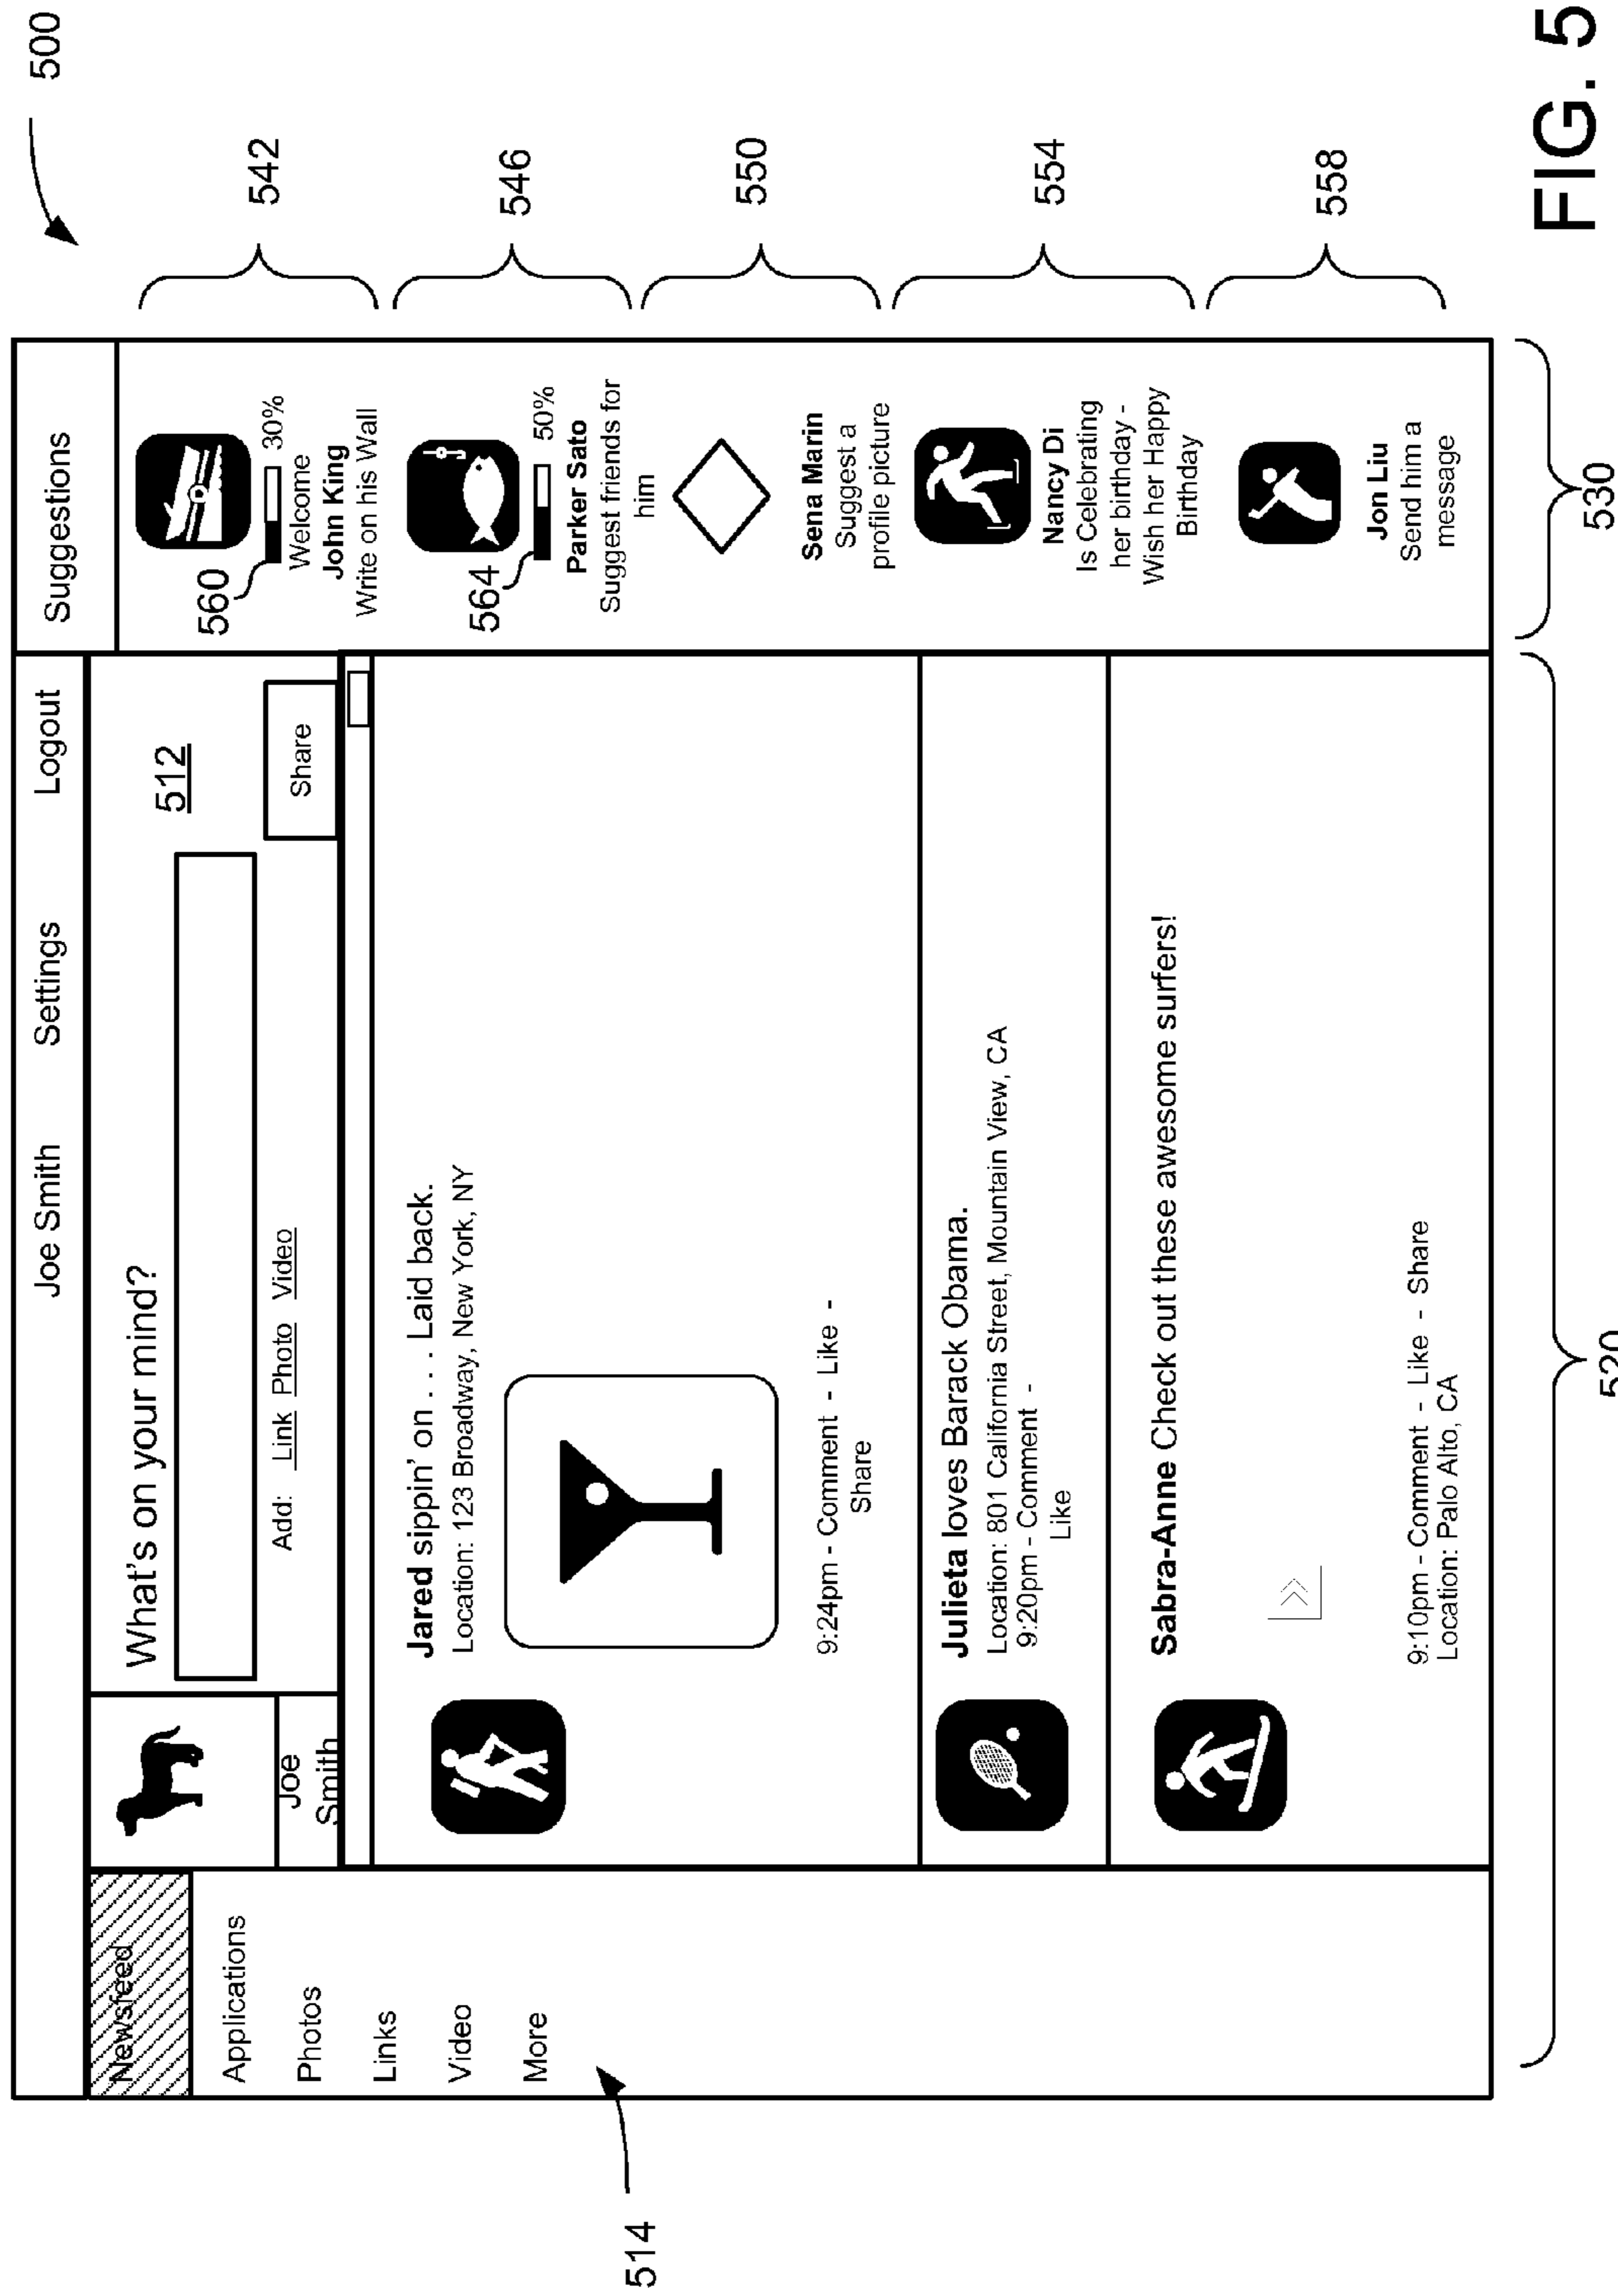 500
Joe Smith
Settings
Logout
Suggestions
Newsfeed
Applications
Photos
Links
Video
More
514
Joe
Smith
What's on your mind?
512
Add: Link Photo Video
Share
Jared sippin' on . . . Laid back.
Location: 123 Broadway, New York, NY
9:24pm - Comment - Like -
Share
Julieta loves Barack Obama.
Location: 801 California Street, Mountain View, CA
9:20pm - Comment -
Like
Sabra-Anne Check out these awesome surfers!
9:10pm - Comment - Like - Share
Location: Palo Alto, CA
560
30%
Welcome
John King
Write on his Wall
542
564
50%
Parker Sato
Suggest friends for
him
546
Sena Marin
Suggest a
profile picture
550
Nancy Di
Is Celebrating
her birthday -
Wish her Happy
Birthday
554
Jon Liu
Send him a
message
558
520
530
FIG. 5